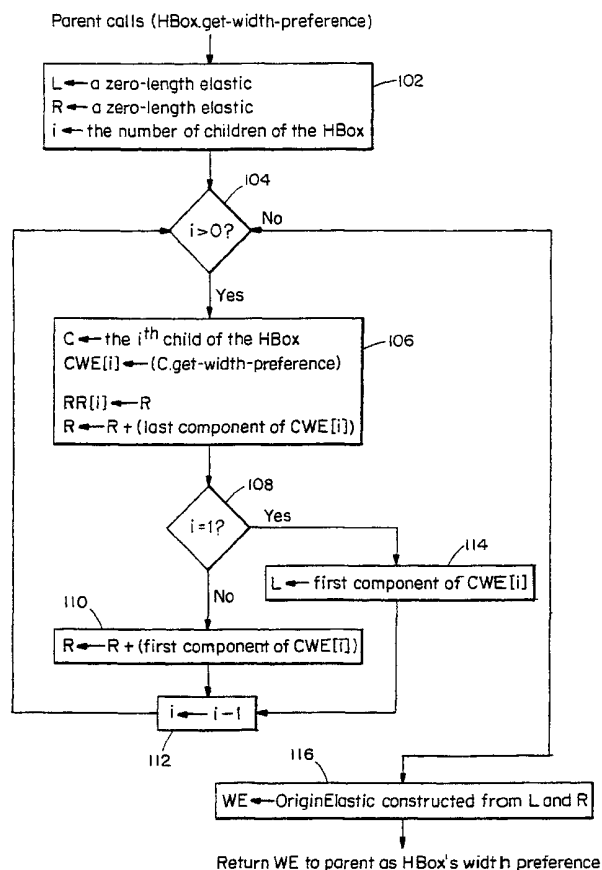 Parent calls (HBox.get-width-preference)
L ← a zero-length elastic
R ← a zero-length elastic
i ← the number of children of the HBox
102
104
i>0?
No
Yes
C ← the ith child of the HBox
CWE[i] ← (C.get-width-preference)
RR[i] ← R
R ← R + (last component of CWE[i])
106
108
i=1?
Yes
114
L ← first component of CWE[i]
No
110
R ← R + (first component of CWE[i])
i ← i-1
112
116
WE ← OriginElastic constructed from L and R
Return WE to parent as HBox's width preference